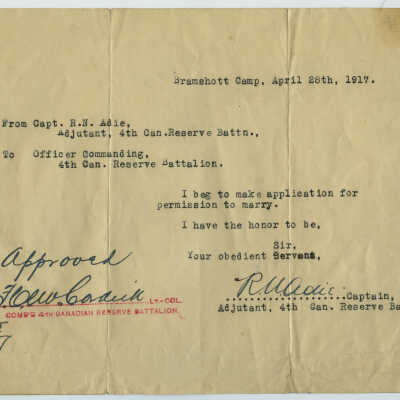 Bramshott Camp, April 28th, 1917.
From Capt. R.N. Adie,
Adjutant, 4th Can.Reserve Battn.,
To Officer Commanding,
4th Can. Reserve Battalion.
I beg to make application for
permission to marry.
I have the honor to be,
Sir,
Your obedient Servant,
Approved
Lt-COL.
COMD'G 4TH CANADIAN RESERVE BATTALION.
R N Adie Captain,
Adjutant, 4th Can. Reserve Ba